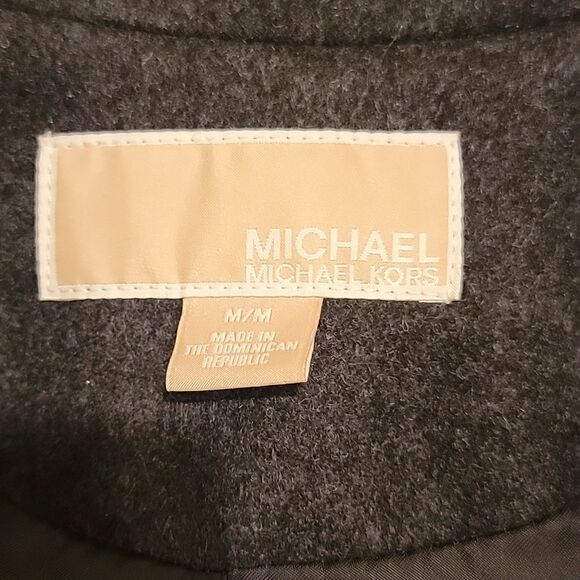 MICHAEL
MICHAEL KORS
M/M
MADE IN
THE DOMINICAN
REPUBLIC